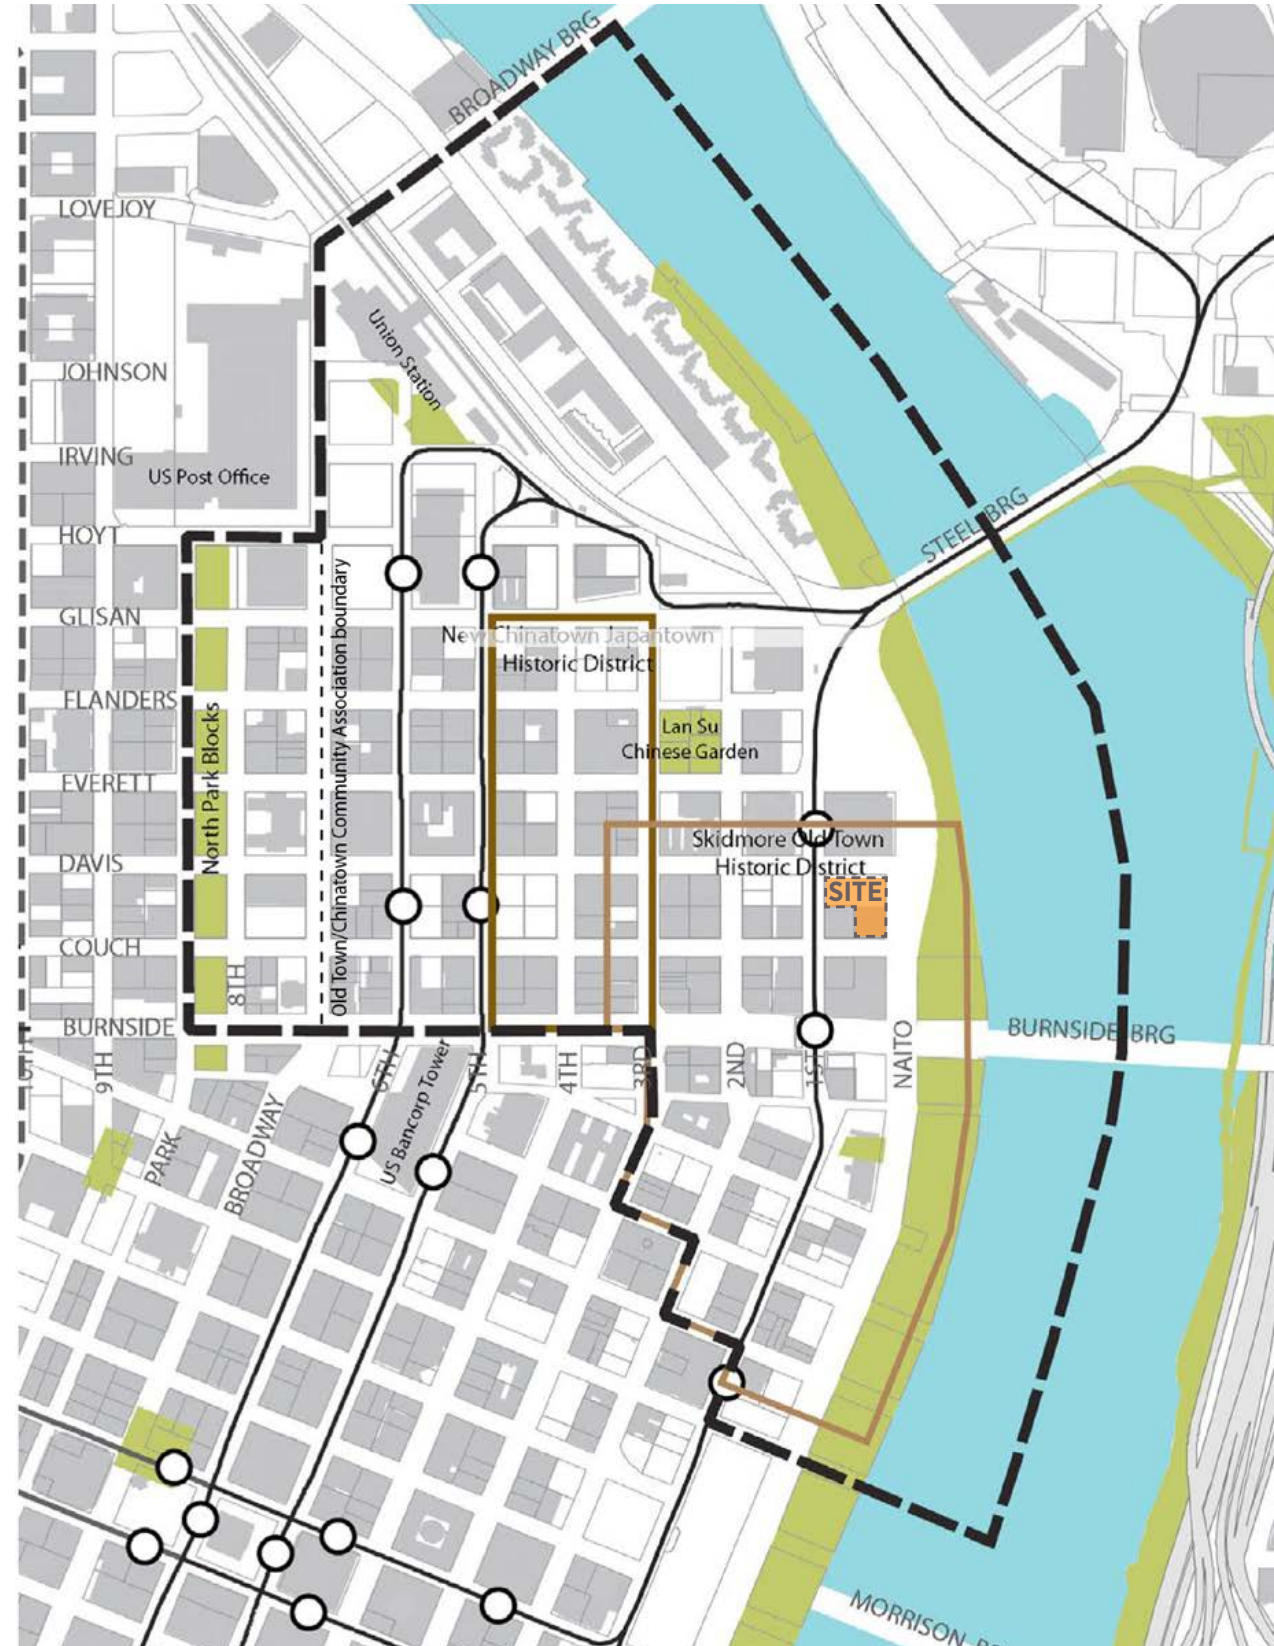 BROADWAY BRG
LOVEJOY
Union Station
JOHNSON
IRVING
US Post Office
HOYT
STEEL BRG
GLISAN
Old Town/Chinatown Community Association boundary
New Chinatown Japantown
Historic District
FLANDERS
North Park Blocks
Lan Su
Chinese Garden
EVERETT
Skidmore Old Town
Historic District
DAVIS
SITE
COUCH
8TH
BURNSIDE
BURNSIDE BRG
10TH
9TH
PARK
BROADWAY
6TH
US Bancorp Tower
5TH
4TH
3RD
2ND
1ST
NAITO
MORRISON